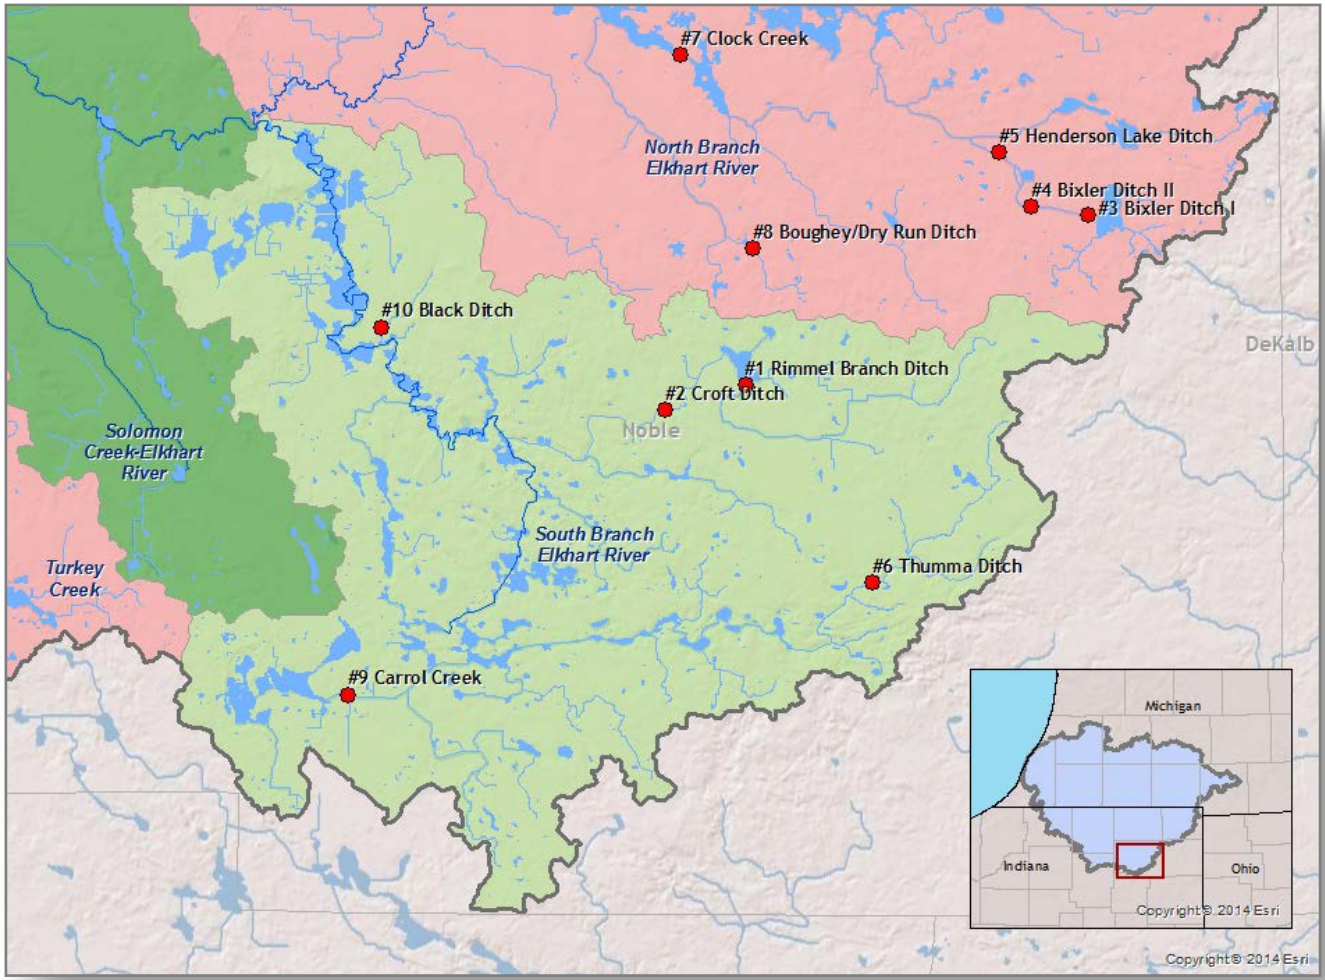 #7 Clock Creek
#5 Henderson Lake Ditch
North Branch
Elkhart River
#4 Bixler Ditch II
#3 Bixler Ditch I
#8 Boughey/Dry Run Ditch
#10 Black Ditch
DeKalb
#1 Rimmel Branch Ditch
#2 Croft Ditch
Noble
Solomon
Creek-Elkhart
River
South Branch
Elkhart River
#6 Thumma Ditch
Turkey
Creek
#9 Carrol Creek
Michigan
Indiana
Ohio
Copyright © 2014 Esri
Copyright © 2014 Esri